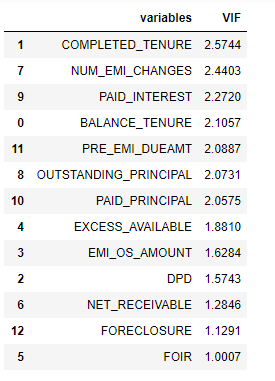 variables VIF
1 COMPLETED_TENURE 2.5744
7 NUM_EMI_CHANGES 2.4403
9 PAID_INTEREST 2.2720
0 BALANCE_TENURE 2.1057
11 PRE_EMI_DUEAMT 2.0887
8 OUTSTANDING_PRINCIPAL 2.0731
10 PAID_PRINCIPAL 2.0575
4 EXCESS_AVAILABLE 1.8810
3 EMI_OS_AMOUNT 1.6284
2 DPD 1.5743
6 NET_RECEIVABLE 1.2846
12 FORECLOSURE 1.1291
5 FOIR 1.0007